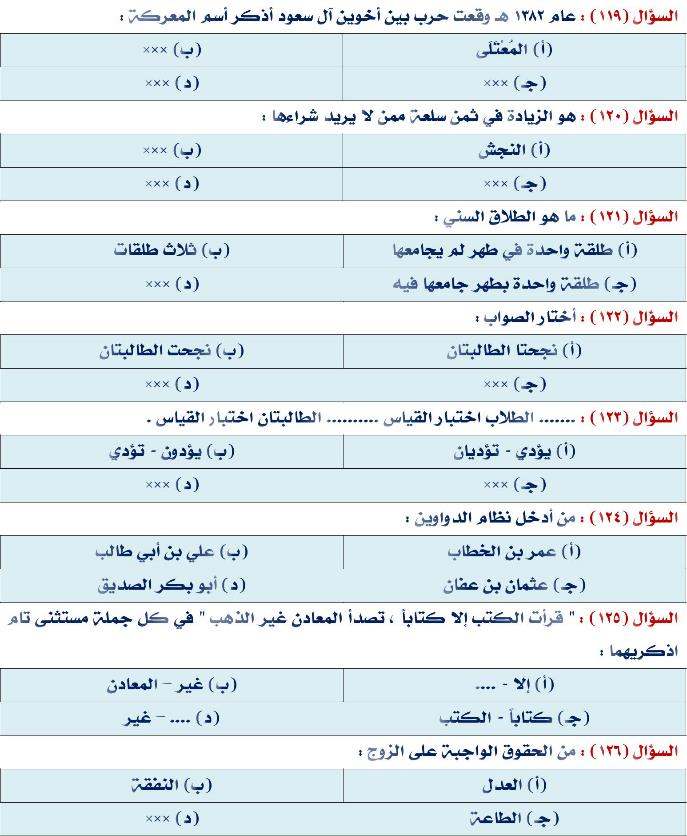 السؤال (١١٩) : عام ١٣٨٢ هـ وقعت حرب بين أخوين آل سعود أذكر أسم المعركة :
(أ) المُعْتَلَى (ب) ×××
(جـ) ××× (د) ×××
السؤال (١٢٠) : هو الزيادة في ثمن سلعة ممن لا يريد شراءها :
(أ) النجش (ب) ×××
(جـ) ××× (د) ×××
السؤال (١٢١) : ما هو الطلاق السني :
(أ) طلقة واحدة في طهر لم يجامعها (ب) ثلاث طلقات
(جـ) طلقة واحدة بطهر جامعها فيه (د) ×××
السؤال (١٢٢) : أختار الصواب :
(أ) نجحتا الطالبتان (ب) نجحت الطالبتان
(جـ) ××× (د) ×××
السؤال (١٢٣) : ....... الطلاب اختبار القياس .......... الطالبتان اختبار القياس .
(أ) يؤدي - تؤديان (ب) يؤدون - تؤدي
(جـ) ××× (د) ×××
السؤال (١٢٤) : من أدخل نظام الدواوين :
(أ) عمر بن الخطاب (ب) علي بن أبي طالب
(جـ) عثمان بن عفان (د) أبو بكر الصديق
السؤال (١٢٥) : " قرأت الكتب إلا كتاباً ، تصدأ المعادن غير الذهب " في كل جملة مستثنى تام
اذكريهما :
(أ) إلا - .... (ب) غير – المعادن
(جـ) كتاباً - الكتب (د) .... – غير
السؤال (١٢٦) : من الحقوق الواجبة على الزوج :
(أ) العدل (ب) النفقة
(جـ) الطاعة (د) ×××